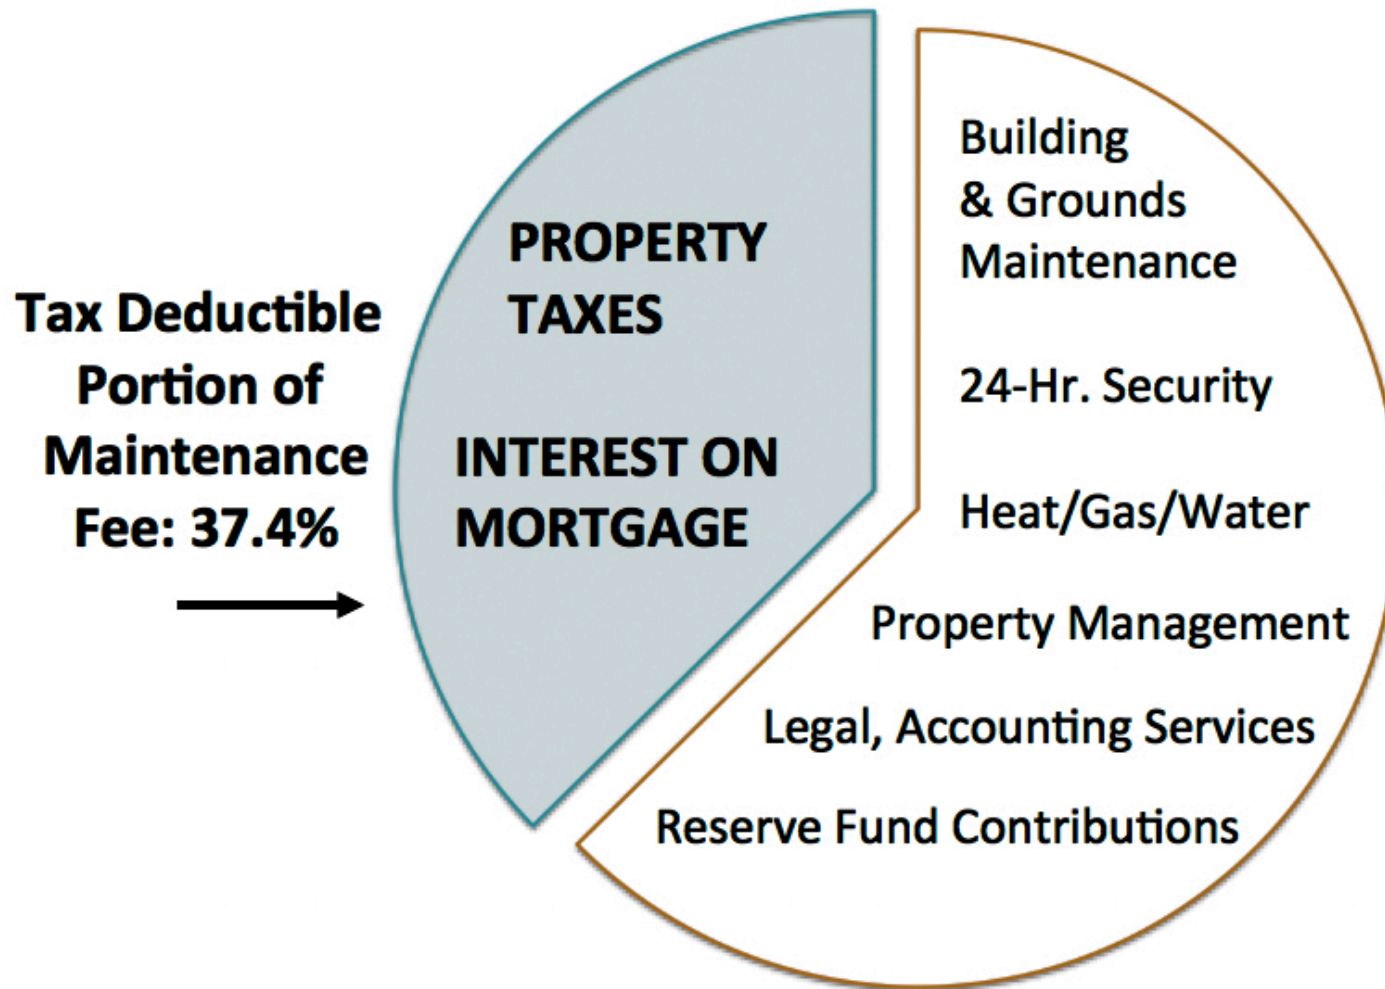 Tax Deductible
Portion of
Maintenance
Fee: 37.4%
PROPERTY
TAXES
INTEREST ON
MORTGAGE
Building
& Grounds
Maintenance
24-Hr. Security
Heat/Gas/Water
Property Management
Legal, Accounting Services
Reserve Fund Contributions